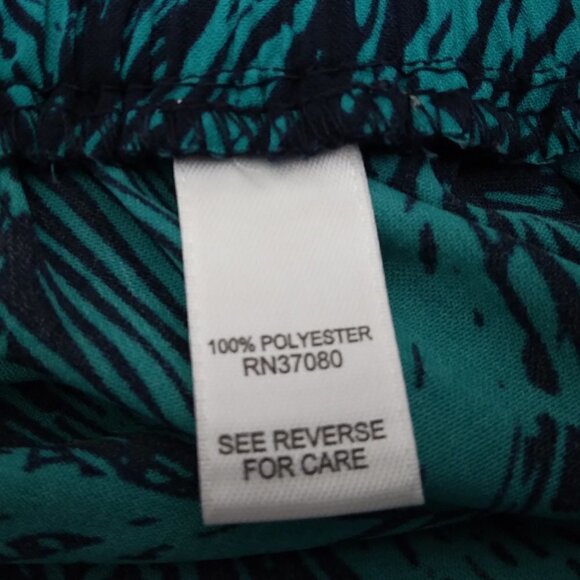 100% POLYESTER
RN37080
SEE REVERSE
FOR CARE